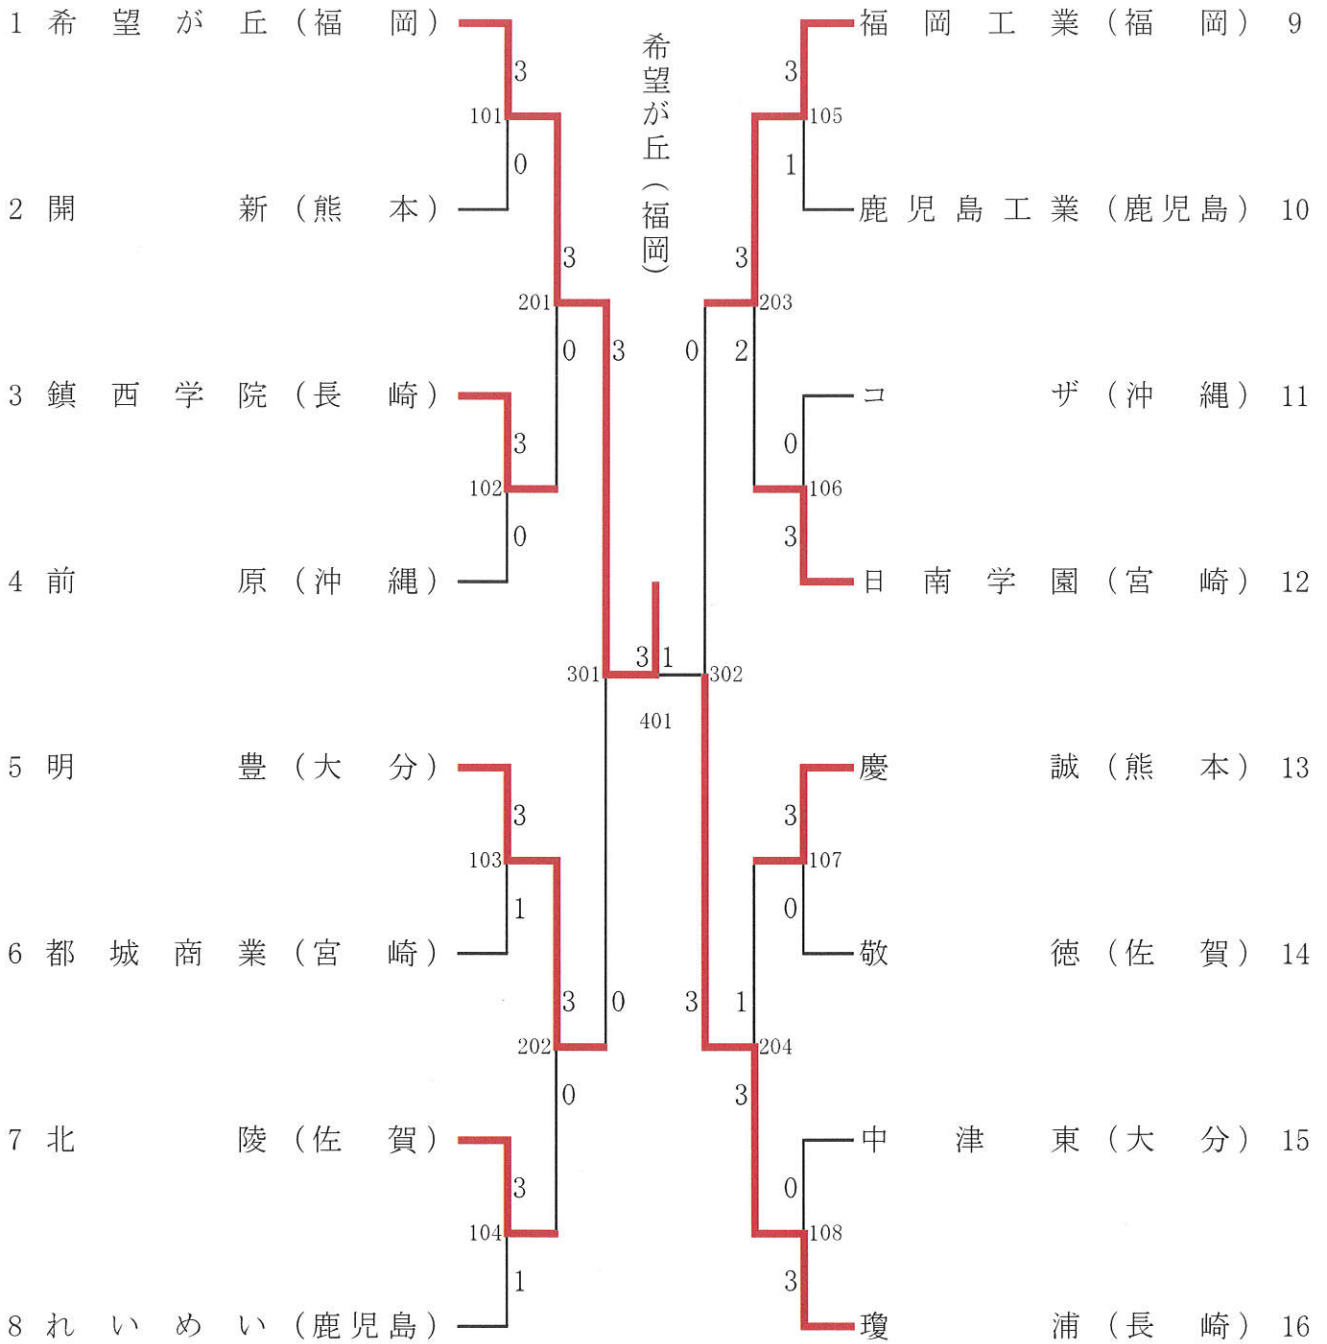 1 希望が丘(福岡)
3
101
0
2 開新(熊本)
3
201
0
3 鎮西学院(長崎)
3
102
0
4 前原(沖縄)
3
301
0
5 明豊(大分)
3
103
1
6 都城商業(宮崎)
3
202
0
7 北陵(佐賀)
3
104
1
8 れいめい(鹿児島)
希望が丘(福岡)
3 1
401
福岡工業(福岡) 9
3
105
1
鹿児島工業(鹿児島) 10
3
203
2
コザ(沖縄) 11
0
106
3
日南学園(宮崎) 12
0
302
3
慶誠(熊本) 13
3
107
0
敬徳(佐賀) 14
1
204
3
中津東(大分) 15
0
108
3
瓊浦(長崎) 16